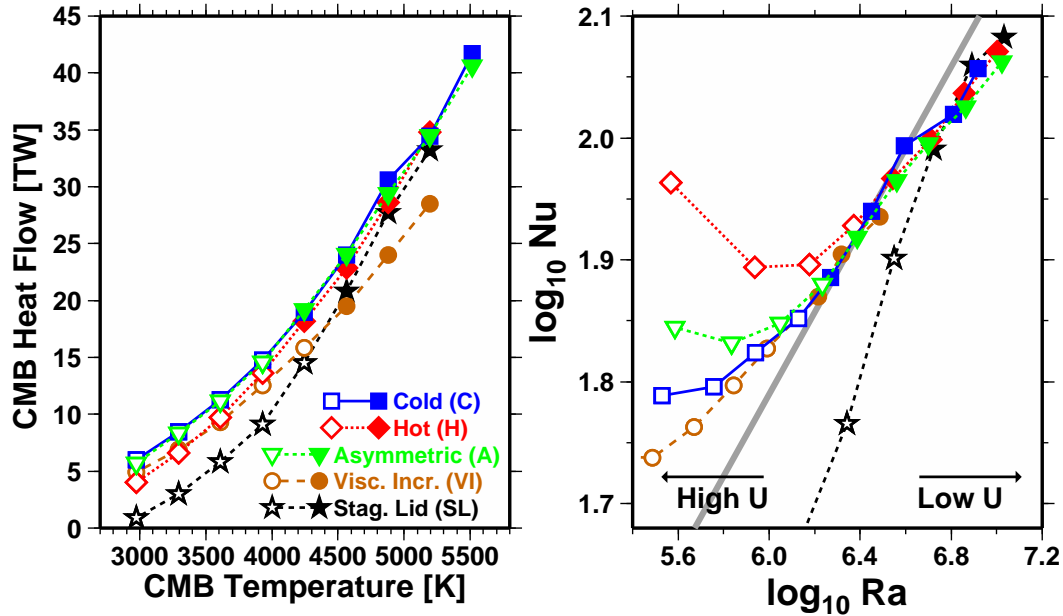 45
40
35
30
25
20
15
10
5
0
CMB Heat Flow [TW]
3000 3500 4000 4500 5000 5500
CMB Temperature [K]
Cold (C)
Hot (H)
Asymmetric (A)
Visc. Incr. (VI)
Stag. Lid (SL)
2.1
2.0
1.9
1.8
1.7
log10 Nu
High U
Low U
5.6 6.0 6.4 6.8 7.2
log10 Ra